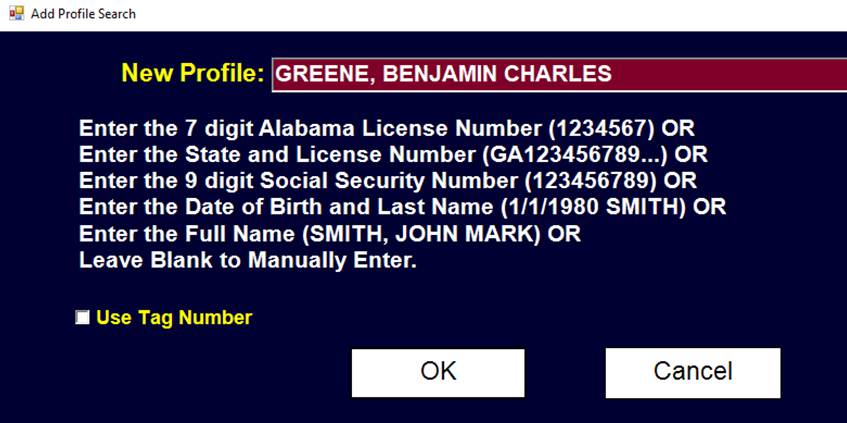 Add Profile Search
New Profile: GREENE, BENJAMIN CHARLES
Enter the 7 digit Alabama License Number (1234567) OR
Enter the State and License Number (GA123456789...) OR
Enter the 9 digit Social Security Number (123456789) OR
Enter the Date of Birth and Last Name (1/1/1980 SMITH) OR
Enter the Full Name (SMITH, JOHN MARK) OR
Leave Blank to Manually Enter.
Use Tag Number
OK Cancel